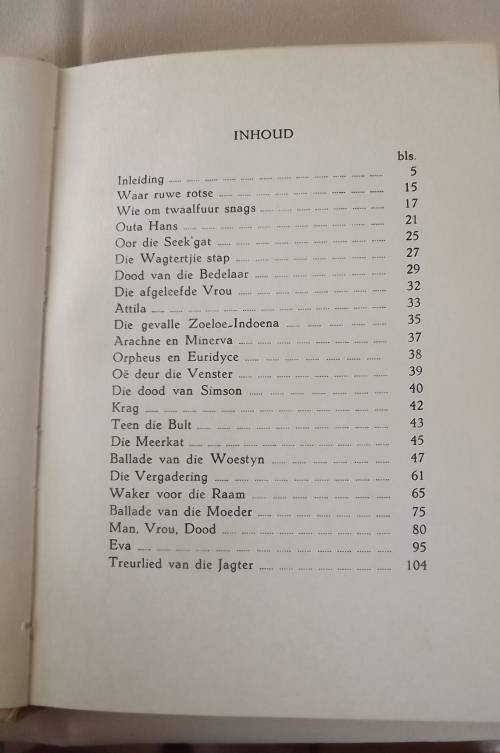 INHOUD
bls.
Inleiding 5
Waar ruwe rotse 15
Wie om twaalfuur snags 17
Outa Hans 21
Oor die Seek'gat 25
Die Wagtertjie stap 27
Dood van die Bedelaar 29
Die afgeleefde Vrou 32
Attila 33
Die gevalle Zoeloe-Indoena 35
Arachne en Minerva 37
Orpheus en Euridyce 38
Oë deur die Venster 39
Die dood van Simson 40
Krag 42
Teen die Bult 43
Die Meerkat 45
Ballade van die Woestyn 47
Die Vergadering 61
Waker voor die Raam 65
Ballade van die Moeder 75
Man, Vrou, Dood 80
Eva 95
Treurlied van die Jagter 104